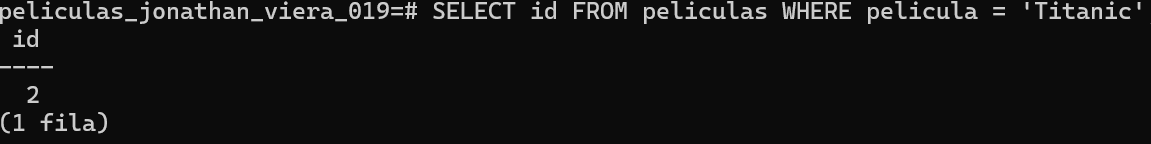 peliculas_jonathan_viera_019=# SELECT id FROM peliculas WHERE pelicula = 'Titanic'
 id
----
  2
(1 fila)